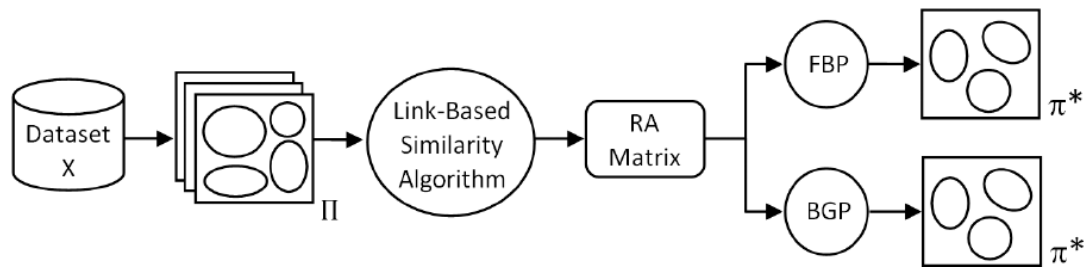 Dataset
X
Π
Link-Based
Similarity
Algorithm
RA
Matrix
FBP
π*
BGP
π*